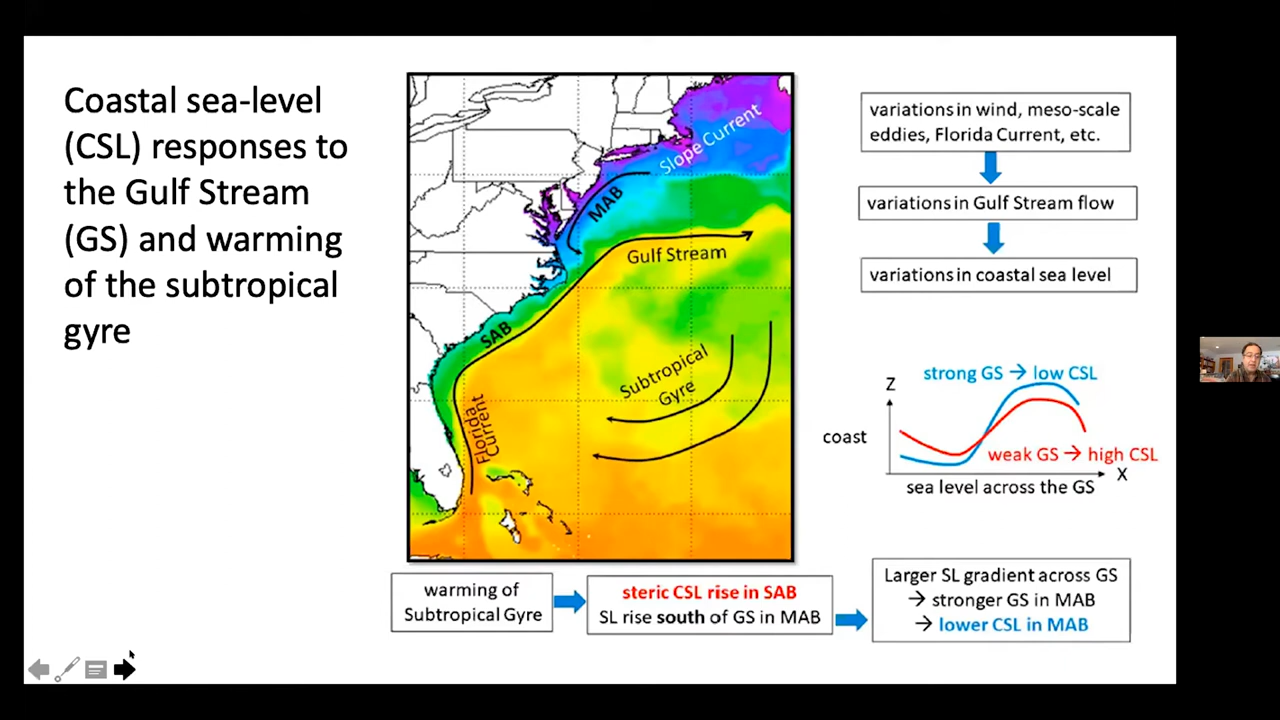 Coastal sea-level
(CSL) responses to
the Gulf Stream
(GS) and warming
of the subtropical
gyre
Slope Current
MAB
Gulf Stream
SAB
Subtropical
Gyre
Florida
Current
variations in wind, meso-scale
eddies, Florida Current, etc.
variations in Gulf Stream flow
variations in coastal sea level
strong GS → low CSL
Z
coast
weak GS → high CSL
X
sea level across the GS
warming of
Subtropical Gyre
steric CSL rise in SAB
SL rise south of GS in MAB
Larger SL gradient across GS
→ stronger GS in MAB
→ lower CSL in MAB